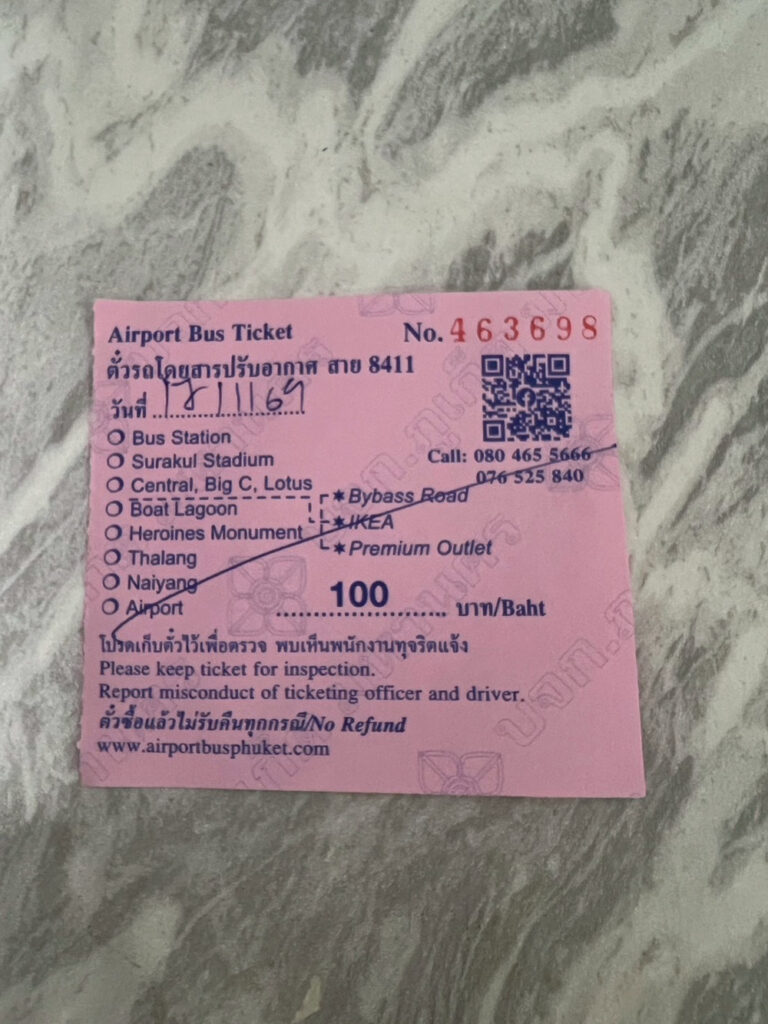 Airport Bus Ticket
No. 463698
ตั๋วรถโดยสารปรับอากาศ สาย 8411
วันที่ 17/1/69
Bus Station
Surakul Stadium
Central, Big C, Lotus
Boat Lagoon
Heroines Monument
Thalang
Naiyang
Airport
Call: 080 465 5666
076 525 840
Bybass Road
IKEA
Premium Outlet
100 บาท/Baht
โปรดเก็บตั๋วไว้เพื่อตรวจ พบเห็นพนักงานทุจริตแจ้ง
Please keep ticket for inspection.
Report misconduct of ticketing officer and driver.
ตั๋วซื้อแล้วไม่รับคืนทุกกรณี/No Refund
www.airportbusphuket.com